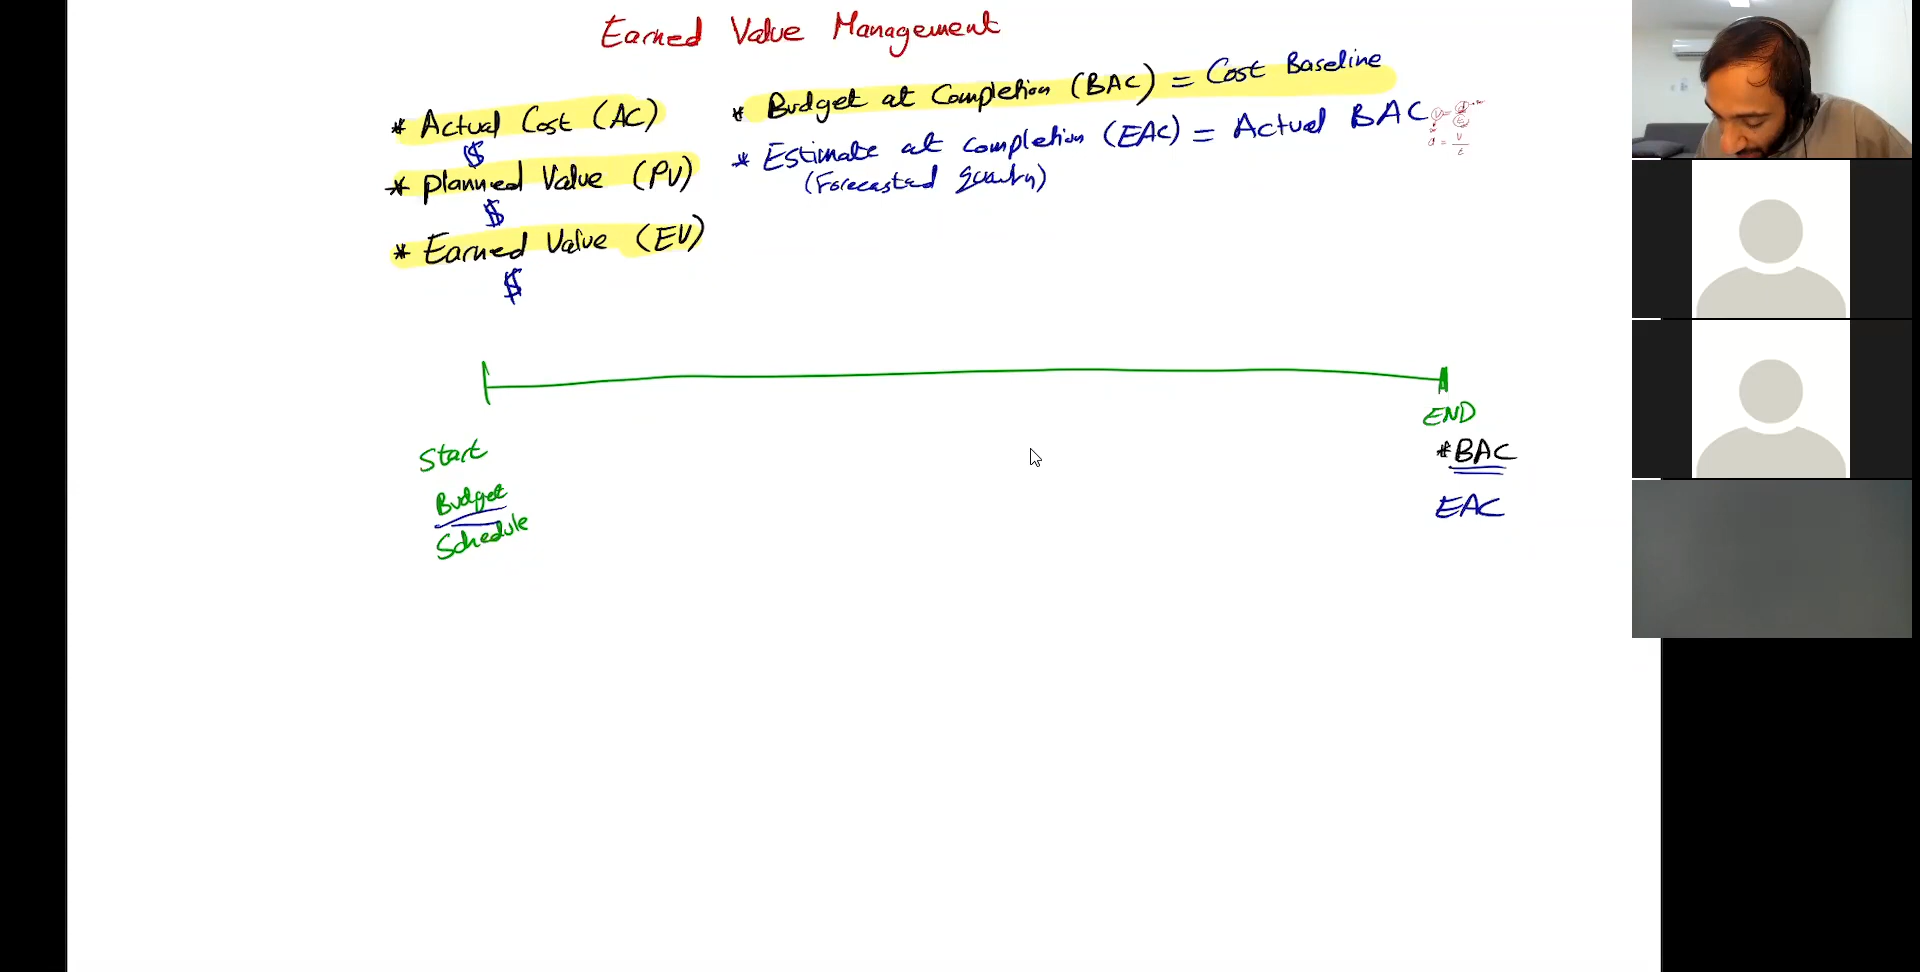 Earned Value Management
* Actual Cost (AC)
$
* Planned Value (PV)
$
* Earned Value (EV)
$
* Budget at Completion (BAC) = Cost Baseline
* Estimate at completion (EAC) = Actual BAC
(Forecasted
Start
Budget
Schedule
END
*BAC
EAC